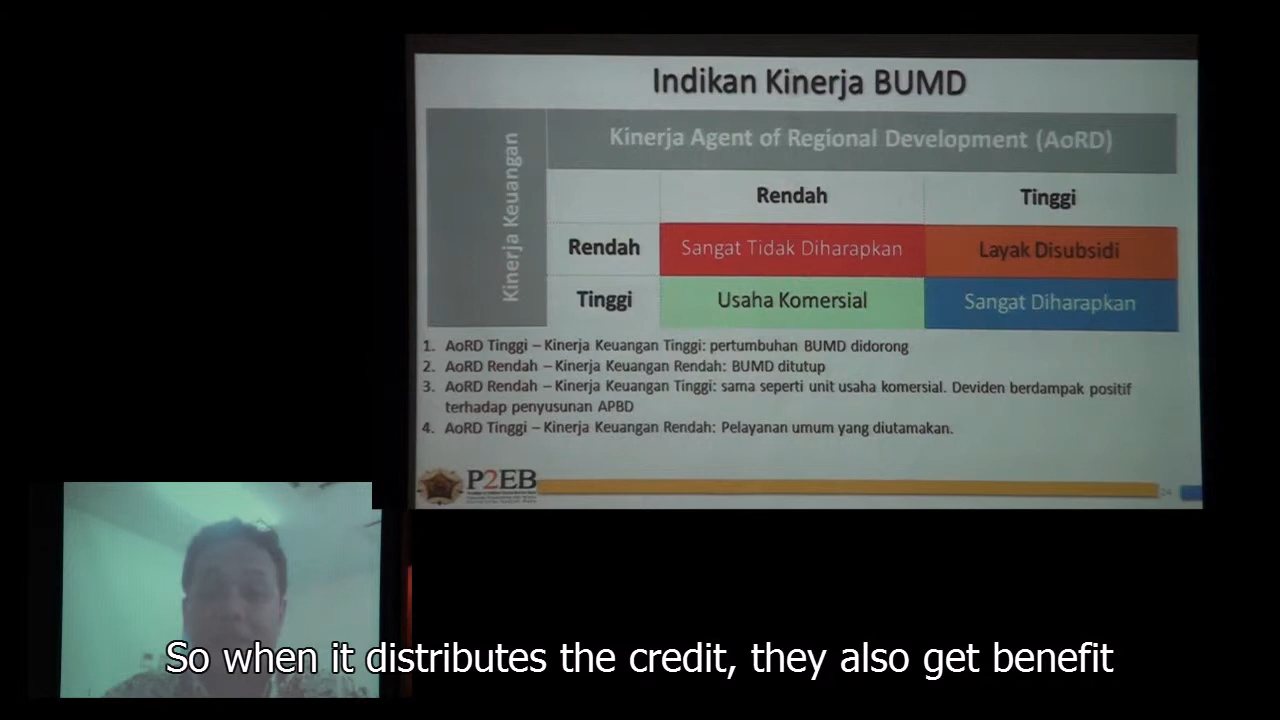 Indikan Kinerja BUMD
Kinerja Keuangan
Kinerja Agent of Regional Development (AoRD)
Rendah Tinggi
Rendah Sangat Tidak Diharapkan Layak Disubsidi
Tinggi Usaha Komersial Sangat Diharapkan
1. AoRD Tinggi – Kinerja Keuangan Tinggi: pertumbuhan BUMD didorong
2. AoRD Rendah – Kinerja Keuangan Rendah: BUMD ditutup
3. AoRD Rendah – Kinerja Keuangan Tinggi: sama seperti unit usaha komersial. Deviden berdampak positif
terhadap penyusunan APBD
4. AoRD Tinggi – Kinerja Keuangan Rendah: Pelayanan umum yang diutamakan.
P2EB
24
So when it distributes the credit, they also get benefit